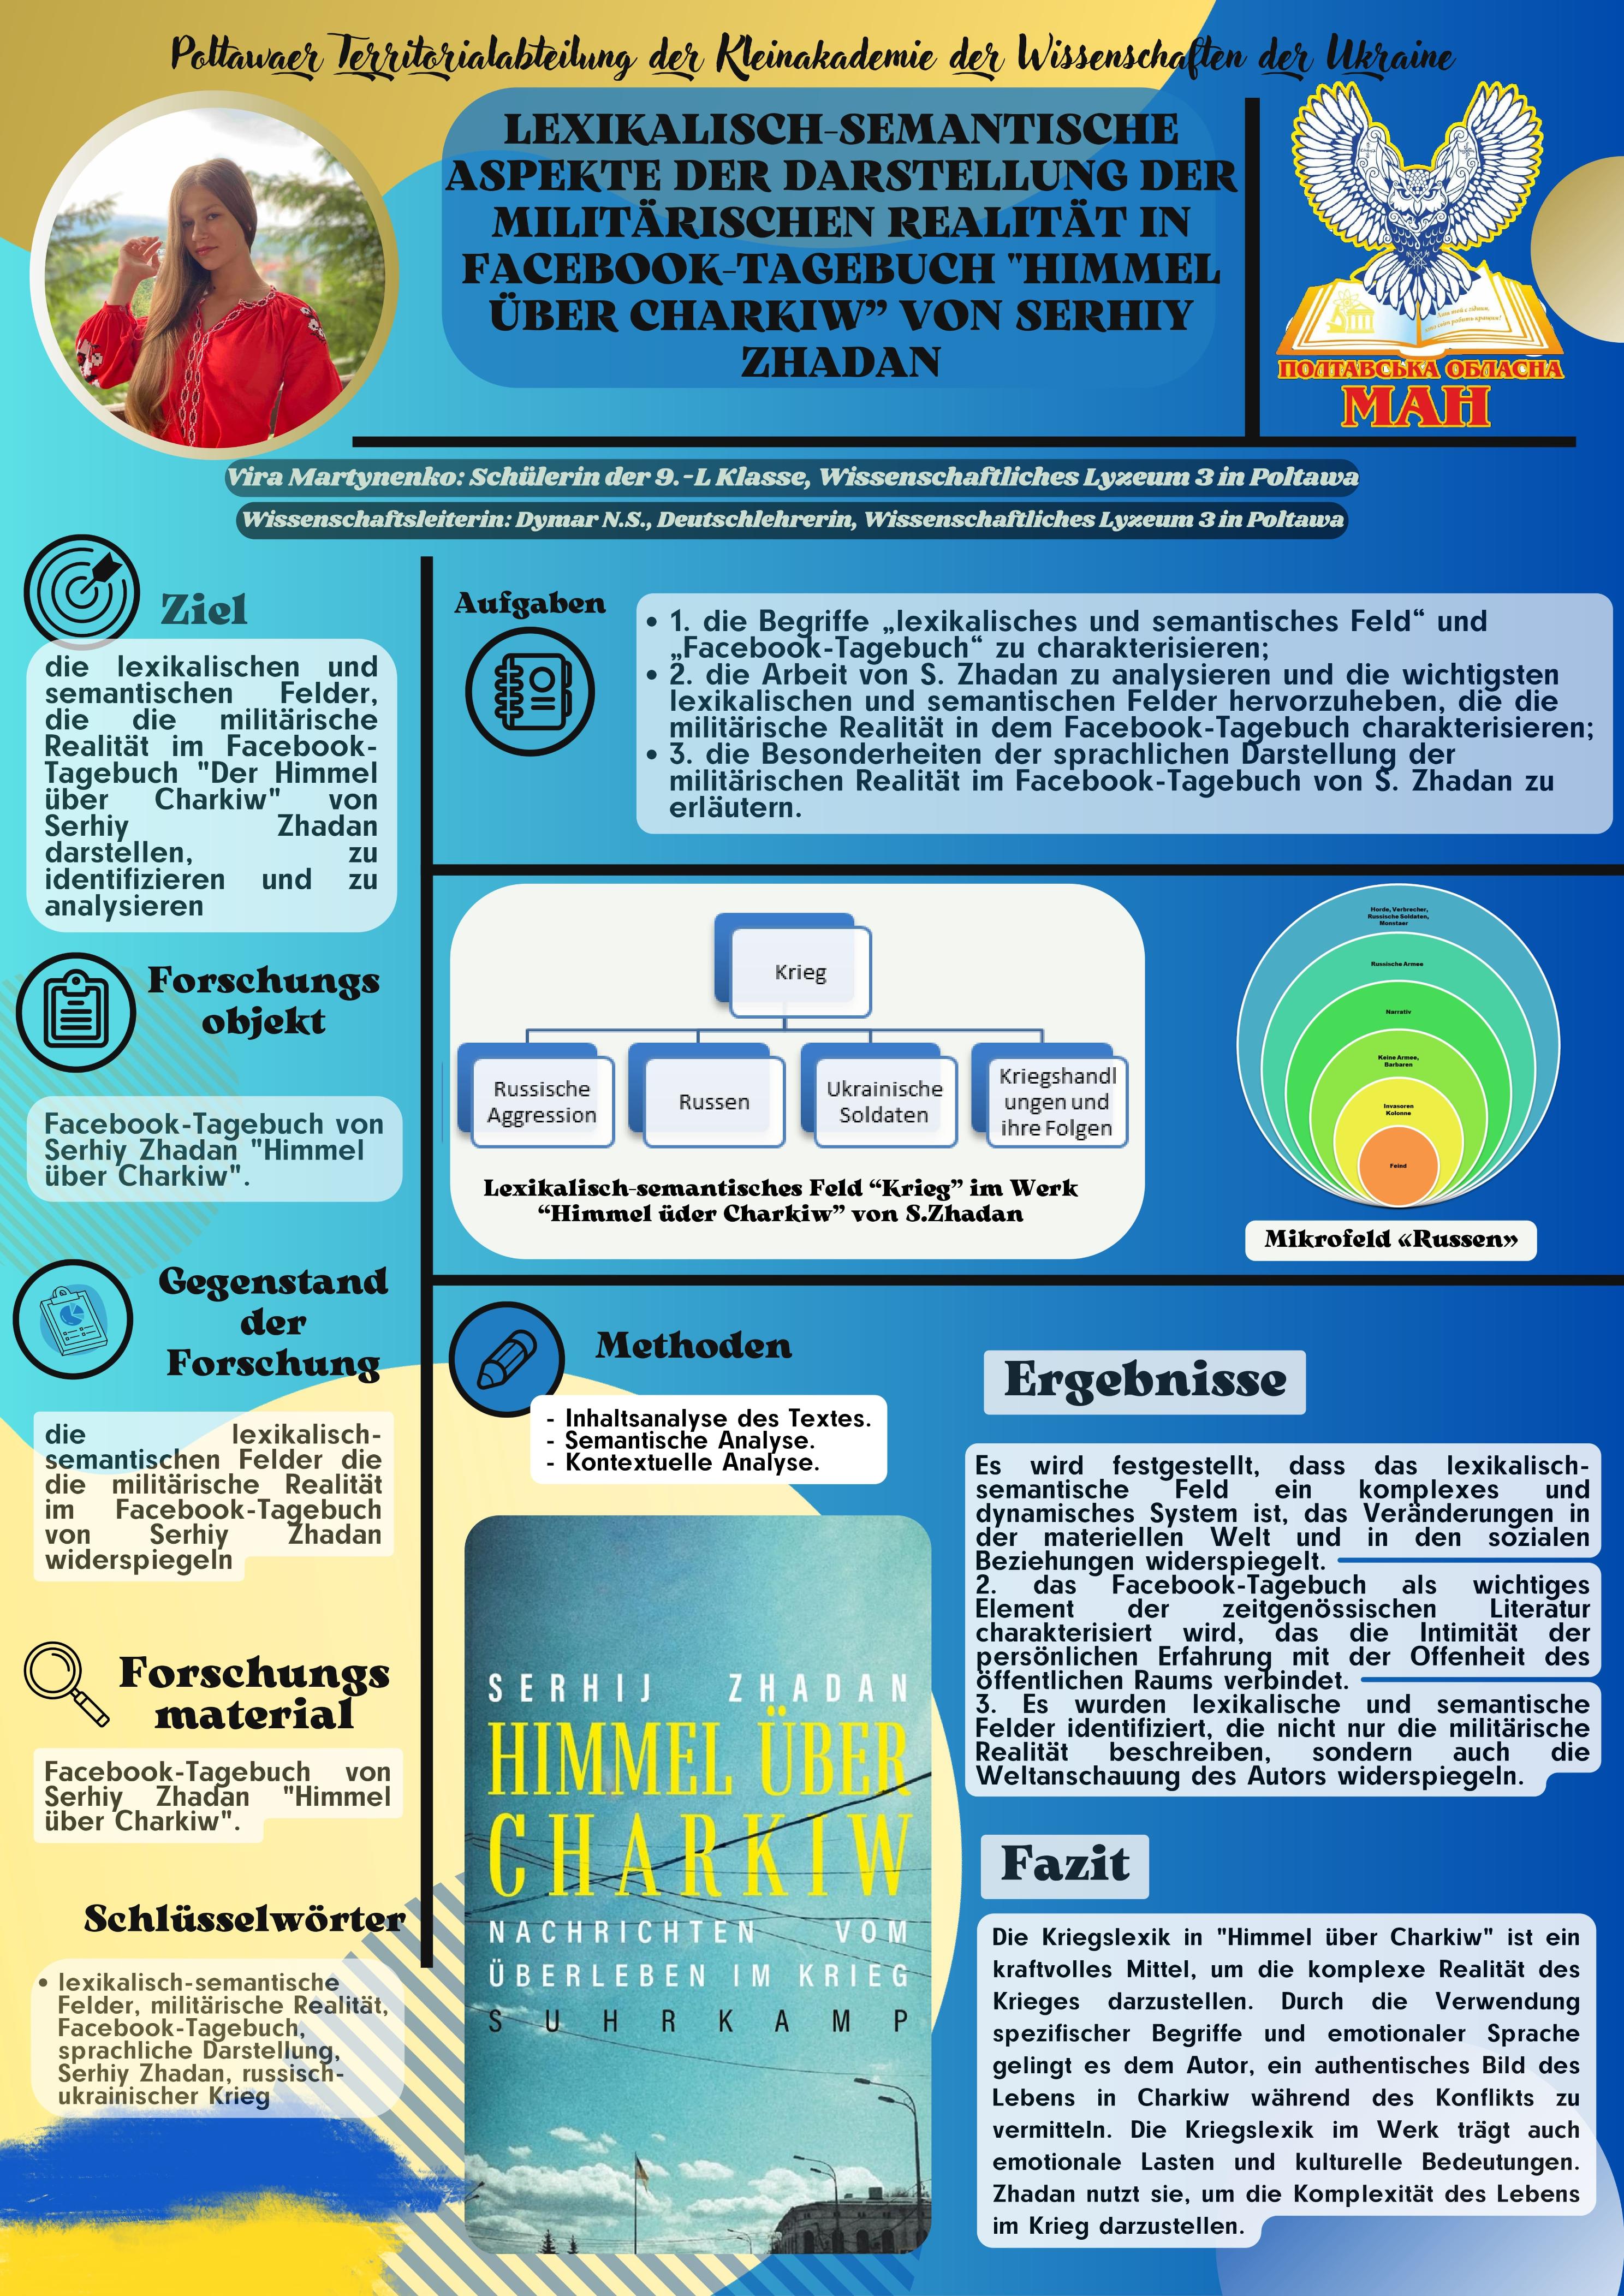 Poltawaer Territorialabteilung der Kleinakademie der Wissenschaften der Ukraine
LEXIKALISCH-SEMANTISCHE
ASPEKTE DER DARSTELLUNG DER
MILITÄRISCHEN REALITÄT IN
FACEBOOK-TAGEBUCH "HIMMEL
ÜBER CHARKIW” VON SERHIY
ZHADAN
ПОЛТАВСЬКА ОБЛАСНА
МАН
Vira Martynenko: Schülerin der 9.-L Klasse, Wissenschaftliches Lyzeum 3 in Poltawa
Wissenschaftsleiterin: Dymar N.S., Deutschlehrerin, Wissenschaftliches Lyzeum 3 in Poltawa
Ziel
die lexikalischen und
semantischen Felder,
die die militärische
Realität im Facebook-
Tagebuch "Der Himmel
über Charkiw" von
Serhiy Zhadan
darstellen, zu
identifizieren und zu
analysieren
Forschungs
objekt
Facebook-Tagebuch von
Serhiy Zhadan "Himmel
über Charkiw".
Gegenstand
der
Forschung
die lexikalisch-
semantischen Felder die
die militärische Realität
im Facebook-Tagebuch
von Serhiy Zhadan
widerspiegeln
Forschungs
material
Facebook-Tagebuch von
Serhiy Zhadan "Himmel
über Charkiw".
Schlüsselwörter
• lexikalisch-semantische
Felder, militärische Realität,
Facebook-Tagebuch,
sprachliche Darstellung,
Serhiy Zhadan, russisch-
ukrainischer Krieg
Aufgaben
• 1. die Begriffe „lexikalisches und semantisches Feld“ und
„Facebook-Tagebuch“ zu charakterisieren;
• 2. die Arbeit von S. Zhadan zu analysieren und die wichtigsten
lexikalischen und semantischen Felder hervorzuheben, die die
militärische Realität in dem Facebook-Tagebuch charakterisieren;
• 3. die Besonderheiten der sprachlichen Darstellung der
militärischen Realität im Facebook-Tagebuch von S. Zhadan zu
erläutern.
Krieg
Russische
Aggression
Russen
Ukrainische
Soldaten
Kriegshandl
ungen und
ihre Folgen
Lexikalisch-semantisches Feld “Krieg” im Werk
“Himmel üder Charkiw” von S.Zhadan
Horde, Verbrecher,
Russische Soldaten,
Monstaer
Russische Armee
Narrativ
Keine Armee,
Barbaren
Invasoren
Kolonne
Feind
Mikrofeld «Russen»
Methoden
- Inhaltsanalyse des Textes.
- Semantische Analyse.
- Kontextuelle Analyse.
SERHIJ ZHADAN
HIMMEL ÜBER
CHARKIW
NACHRICHTEN VOM
ÜBERLEBEN IM KRIEG
SUHRKAMP
Ergebnisse
Es wird festgestellt, dass das lexikalisch-
semantische Feld ein komplexes und
dynamisches System ist, das Veränderungen in
der materiellen Welt und in den sozialen
Beziehungen widerspiegelt.
2. das Facebook-Tagebuch als wichtiges
Element der zeitgenössischen Literatur
charakterisiert wird, das die Intimität der
persönlichen Erfahrung mit der Offenheit des
öffentlichen Raums verbindet.
3. Es wurden lexikalische und semantische
Felder identifiziert, die nicht nur die militärische
Realität beschreiben, sondern auch die
Weltanschauung des Autors widerspiegeln.
Fazit
Die Kriegslexik in "Himmel über Charkiw" ist ein
kraftvolles Mittel, um die komplexe Realität des
Krieges darzustellen. Durch die Verwendung
spezifischer Begriffe und emotionaler Sprache
gelingt es dem Autor, ein authentisches Bild des
Lebens in Charkiw während des Konflikts zu
vermitteln. Die Kriegslexik im Werk trägt auch
emotionale Lasten und kulturelle Bedeutungen.
Zhadan nutzt sie, um die Komplexität des Lebens
im Krieg darzustellen.